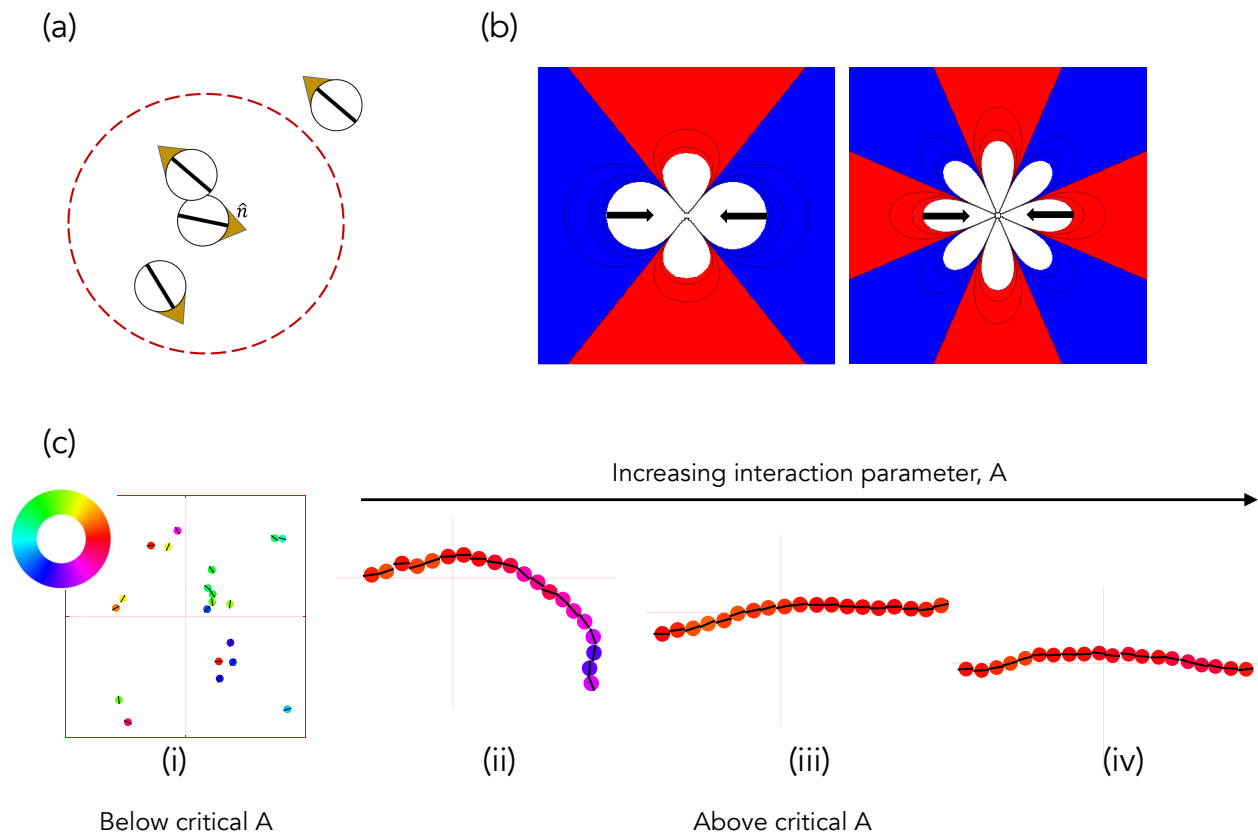 (a)
(b)
n̂
(c)
Increasing interaction parameter, A
(i)
(ii)
(iii)
(iv)
Below critical A
Above critical A